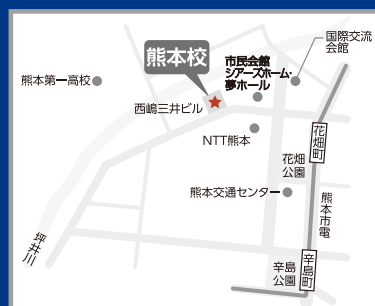 国際交流
会館
熊本校
市民会館
シアーズホーム・
夢ホール
熊本第一高校
西嶋三井ビル
NTT熊本
花畑町
花畑
公園
熊本交通センター
熊本市電
坪井川
辛島
公園
辛島町